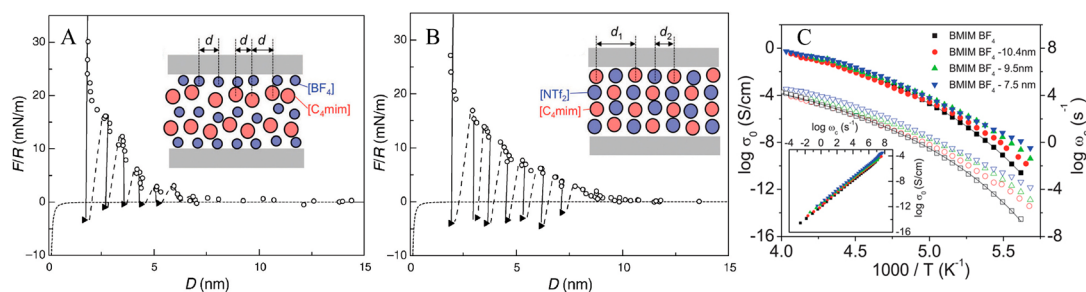 A
F/R (mN/m)
30
20
10
0
−10
0
5
10
15
D (nm)
d
d
d
[BF₄]
[C₄mim]
B
F/R (mN/m)
30
20
10
0
−10
0
5
10
15
D (nm)
d₁
d₂
[NTf₂]
[C₄mim]
C
BMIM BF₄
BMIM BF₄ -10.4nm
BMIM BF₄ - 9.5nm
BMIM BF₄ - 7.5 nm
log σ₀ (S/cm)
0
-4
-8
-12
-16
log ωc (s⁻¹)
8
4
0
-4
-8
4.0
4.5
5.0
5.5
1000 / T (K⁻¹)
log ωc (s⁻¹)
-4 -2 0 2 4 6 8
-4
-8
-12
-16
log σ₀ (S/cm)